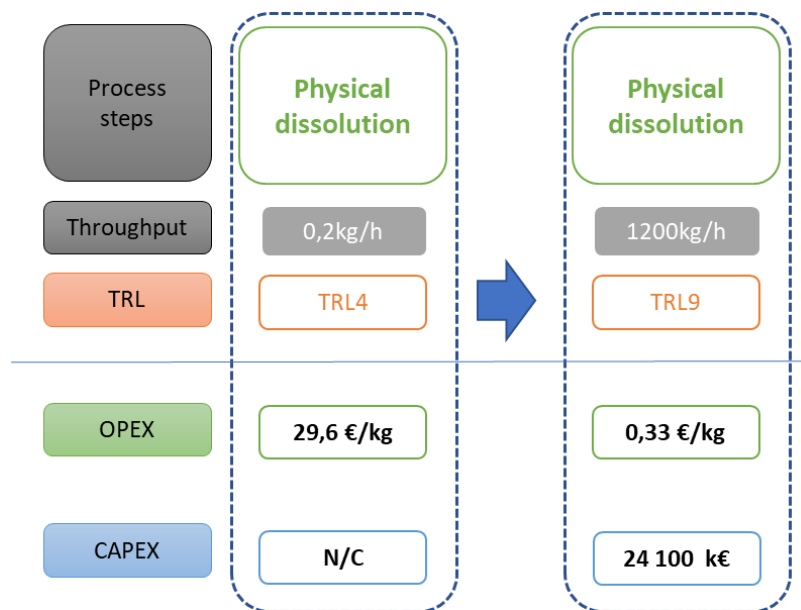 Process
steps
Physical
dissolution
Physical
dissolution
Throughput
0,2kg/h
1200kg/h
TRL
TRL4
TRL9
OPEX
29,6 €/kg
0,33 €/kg
CAPEX
N/C
24 100 k€